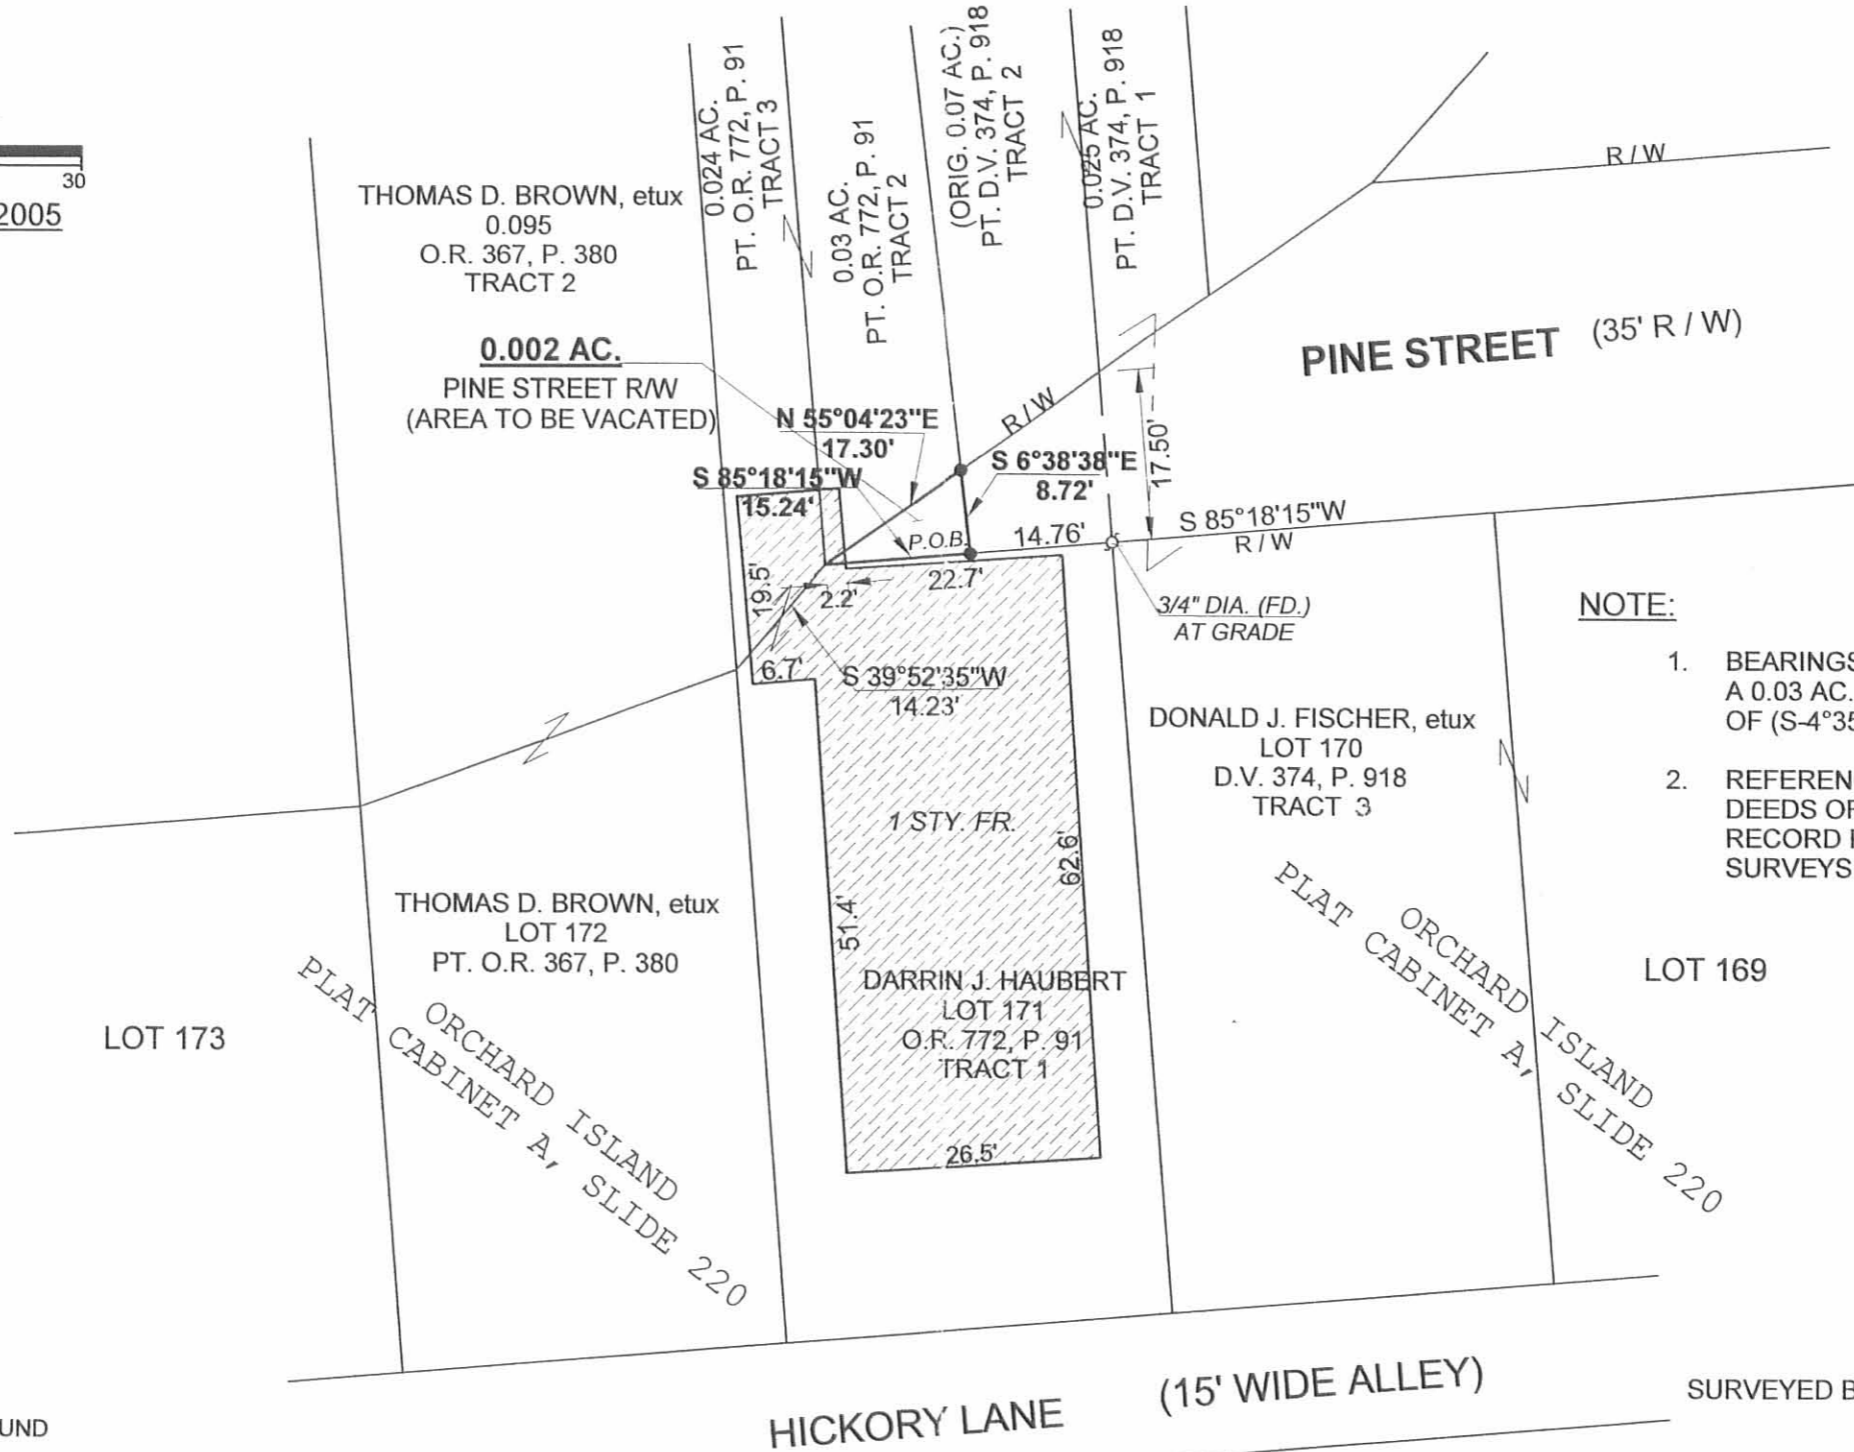 30
2005
THOMAS D. BROWN, etux
0.095
O.R. 367, P. 380
TRACT 2
0.024 AC.
PT. O.R. 772, P. 91
TRACT 3
0.03 AC.
PT. O.R. 772, P. 91
TRACT 2
(ORIG. 0.07 AC.)
PT. D.V. 374, P. 918
TRACT 2
0.025 AC.
PT. D.V. 374, P. 918
TRACT 1
R / W
PINE STREET (35' R / W)
0.002 AC.
PINE STREET R/W
(AREA TO BE VACATED)
N 55°04'23"E
17.30'
R / W
S 85°18'15"W
15.24'
S 6°38'38"E
8.72'
17.50'
P.O.B.
14.76'
S 85°18'15"W
R / W
22.7'
19.5'
2.2'
3/4" DIA. (FD.)
AT GRADE
6.7'
S 39°52'35"W
14.23'
NOTE:
1. BEARINGS
A 0.03 AC.
OF (S-4°35
2. REFEREN
DEEDS OF
RECORD
SURVEYS
DONALD J. FISCHER, etux
LOT 170
D.V. 374, P. 918
TRACT 3
1 STY. FR.
62.6'
51.4'
THOMAS D. BROWN, etux
LOT 172
PT. O.R. 367, P. 380
DARRIN J. HAUBERT
LOT 171
O.R. 772, P. 91
TRACT 1
26.5'
LOT 173
LOT 169
ORCHARD ISLAND
PLAT CABINET A, SLIDE 220
ORCHARD ISLAND
PLAT CABINET A, SLIDE 220
HICKORY LANE (15' WIDE ALLEY)
SURVEYED B
UND